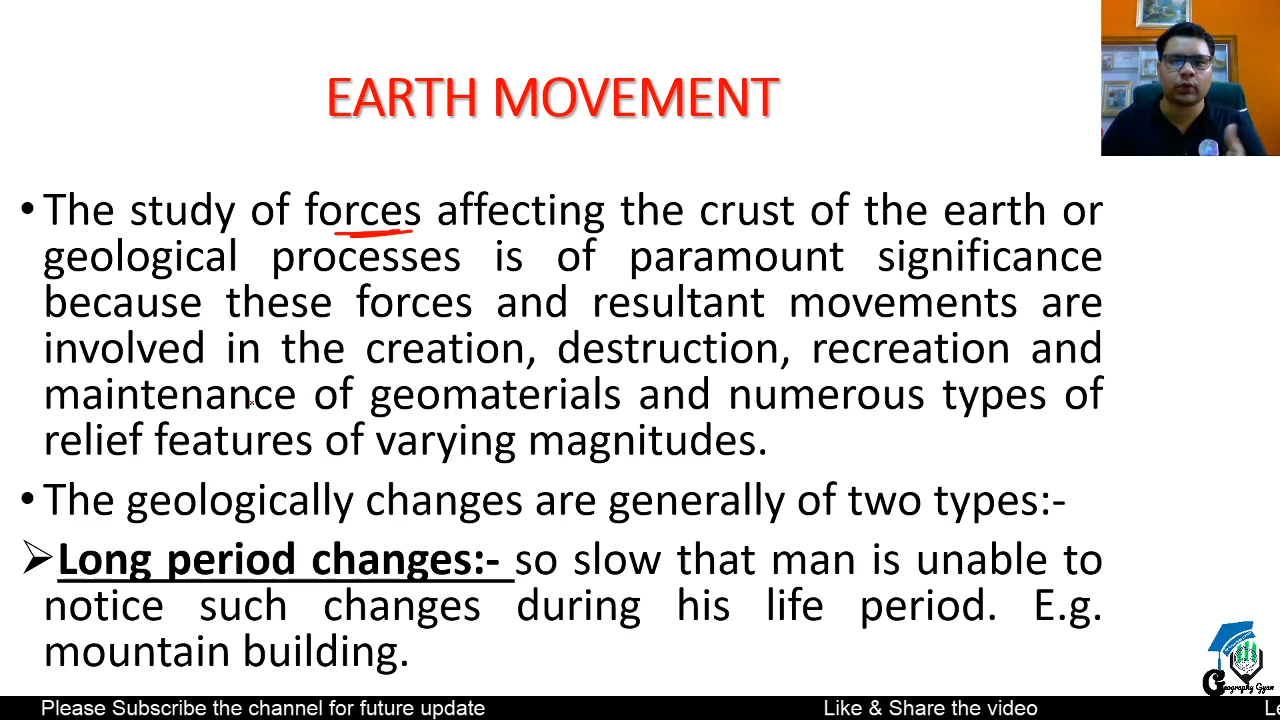 EARTH MOVEMENT
• The study of forces affecting the crust of the earth or
geological processes is of paramount significance
because these forces and resultant movements are
involved in the creation, destruction, recreation and
maintenance of geomaterials and numerous types of
relief features of varying magnitudes.
• The geologically changes are generally of two types:-
➢ Long period changes:- so slow that man is unable to
notice such changes during his life period. E.g.
mountain building.
Geography Gyan
Please Subscribe the channel for future update Like & Share the video Le